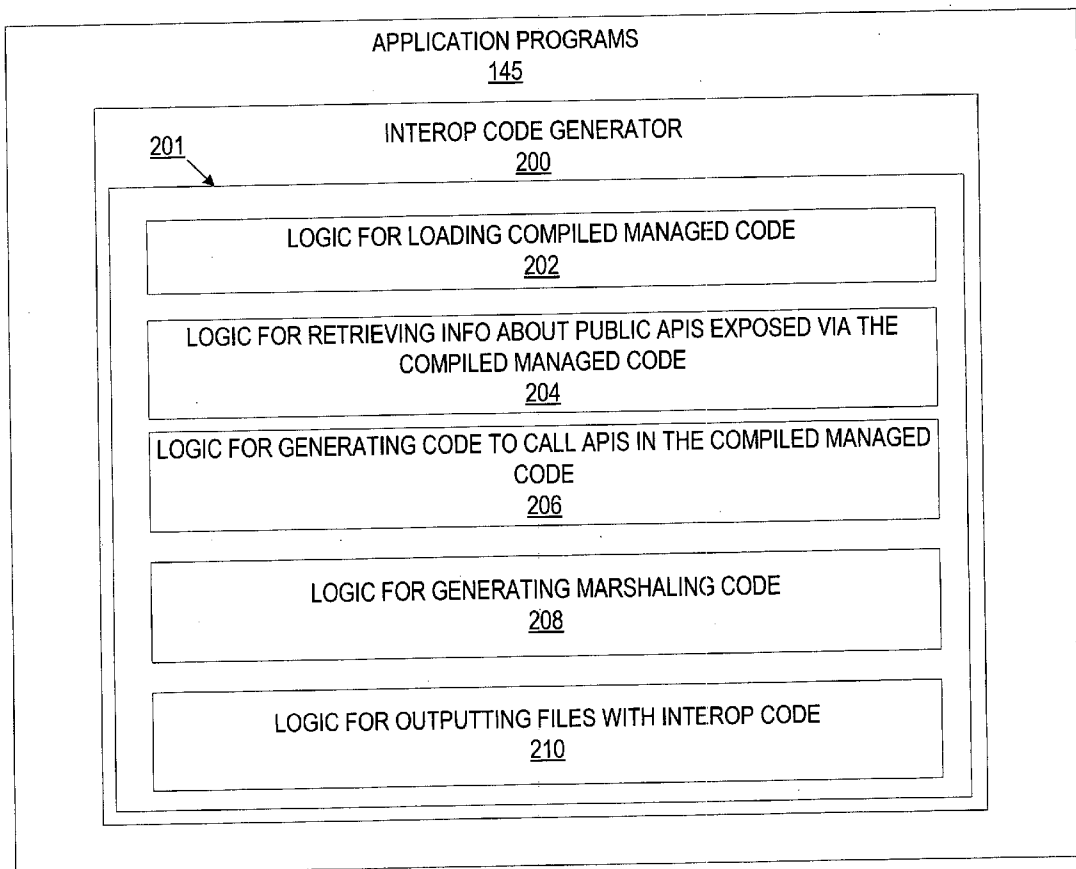 APPLICATION PROGRAMS
145
INTEROP CODE GENERATOR
200
201
LOGIC FOR LOADING COMPILED MANAGED CODE
202
LOGIC FOR RETRIEVING INFO ABOUT PUBLIC APIS EXPOSED VIA THE
COMPILED MANAGED CODE
204
LOGIC FOR GENERATING CODE TO CALL APIS IN THE COMPILED MANAGED
CODE
206
LOGIC FOR GENERATING MARSHALING CODE
208
LOGIC FOR OUTPUTTING FILES WITH INTEROP CODE
210